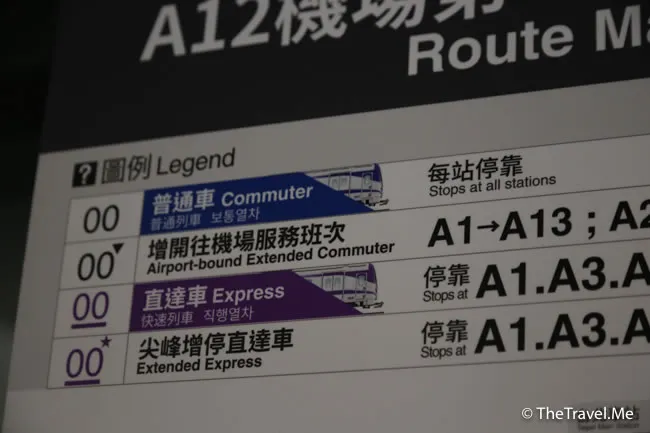 A12機場第
Route Ma
? 圖例 Legend
00 普通車 Commuter 每站停靠
普通列車 보통열차 Stops at all stations
00▼ 增開往機場服務班次 A1→A13 ; A2
Airport-bound Extended Commuter
00 直達車 Express 停靠 A1.A3.A
快速列車 직행열차 Stops at
00★ 尖峰增停直達車 停靠 A1.A3.A
Extended Express Stops at
© TheTravel.Me